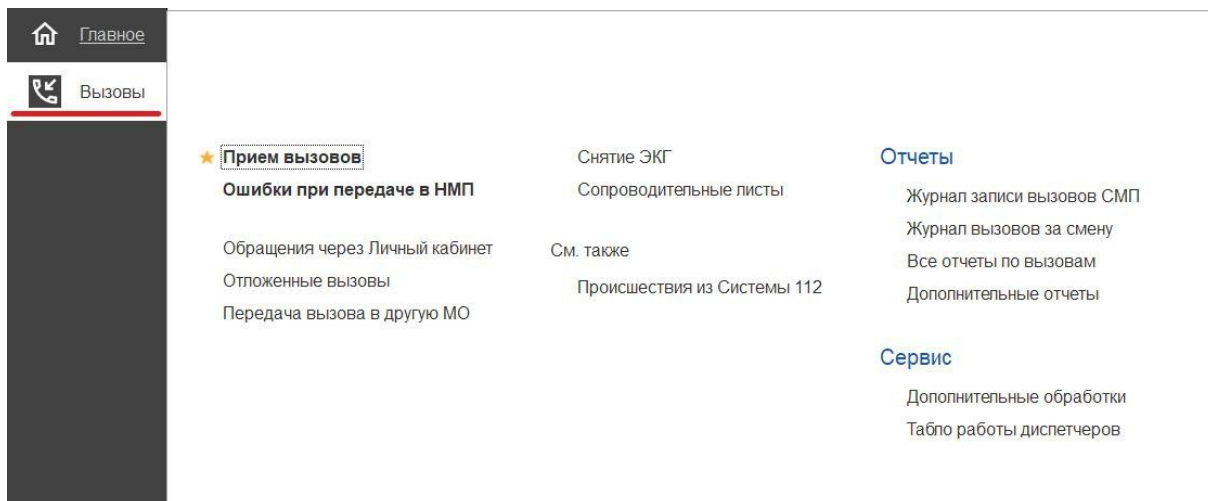 Главное
Вызовы
Прием вызовов
Ошибки при передаче в НМП
Обращения через Личный кабинет
Отложенные вызовы
Передача вызова в другую МО
Снятие ЭКГ
Сопроводительные листы
См. также
Происшествия из Системы 112
Отчеты
Журнал записи вызовов СМП
Журнал вызовов за смену
Все отчеты по вызовам
Дополнительные отчеты
Сервис
Дополнительные обработки
Табло работы диспетчеров